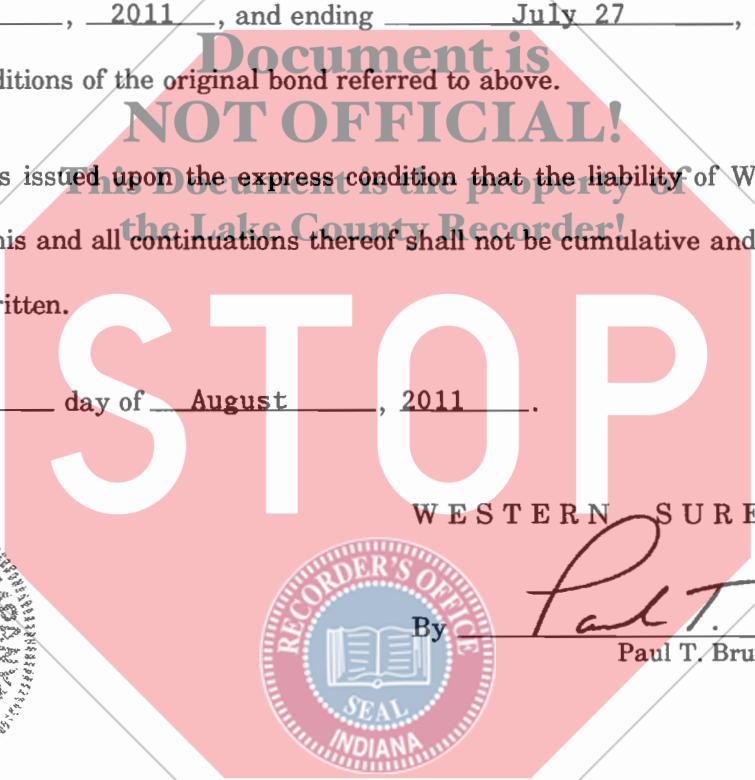 , 2011 , and ending July 27 ,
Document is
ditions of the original bond referred to above.
NOT OFFICIAL!
s issued upon the express condition that the liability of W
This Document is the property of
the Lake County Recorder!
his and all continuations thereof shall not be cumulative and
ritten.
STOP
day of August , 2011 .
WESTERN SURE
RECORDER'S OFFICE
SEAL
INDIANA
By Paul T.
Paul T. Bru